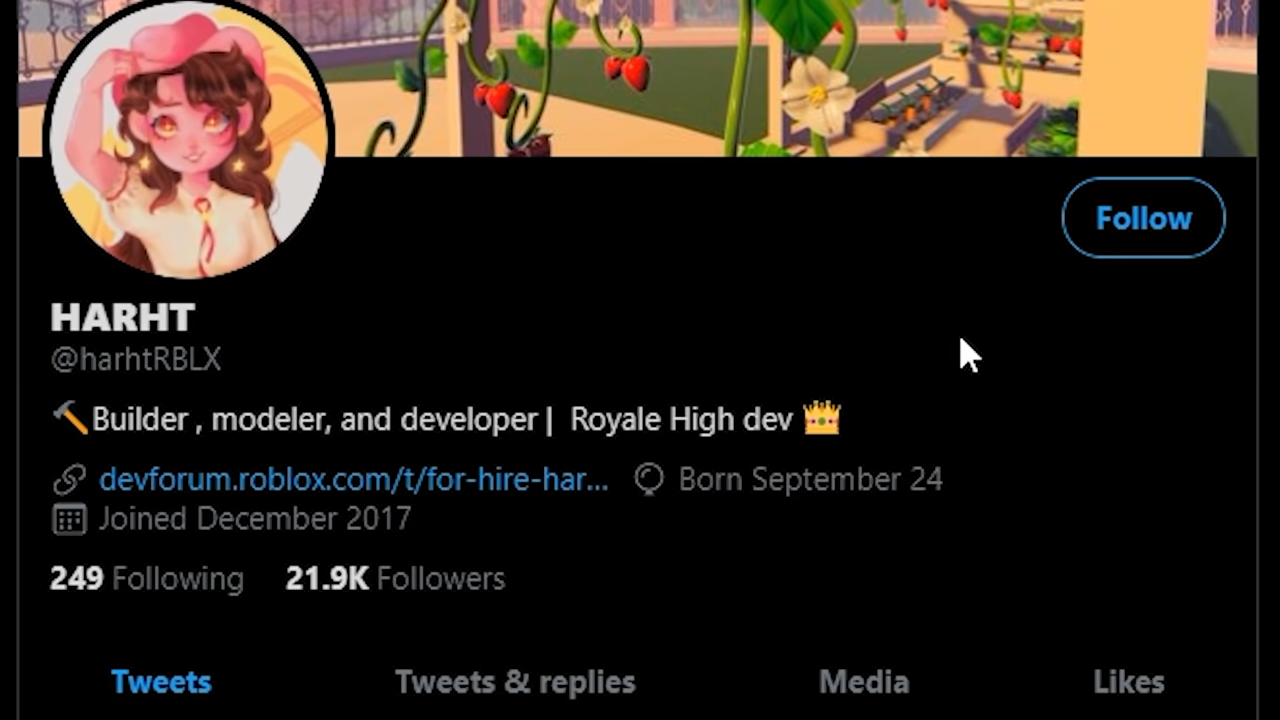 Follow
HARHT
@harhtRBLX
🔨Builder , modeler, and developer | Royale High dev 👑
devforum.roblox.com/t/for-hire-har... Born September 24
Joined December 2017
249 Following 21.9K Followers
Tweets Tweets & replies Media Likes